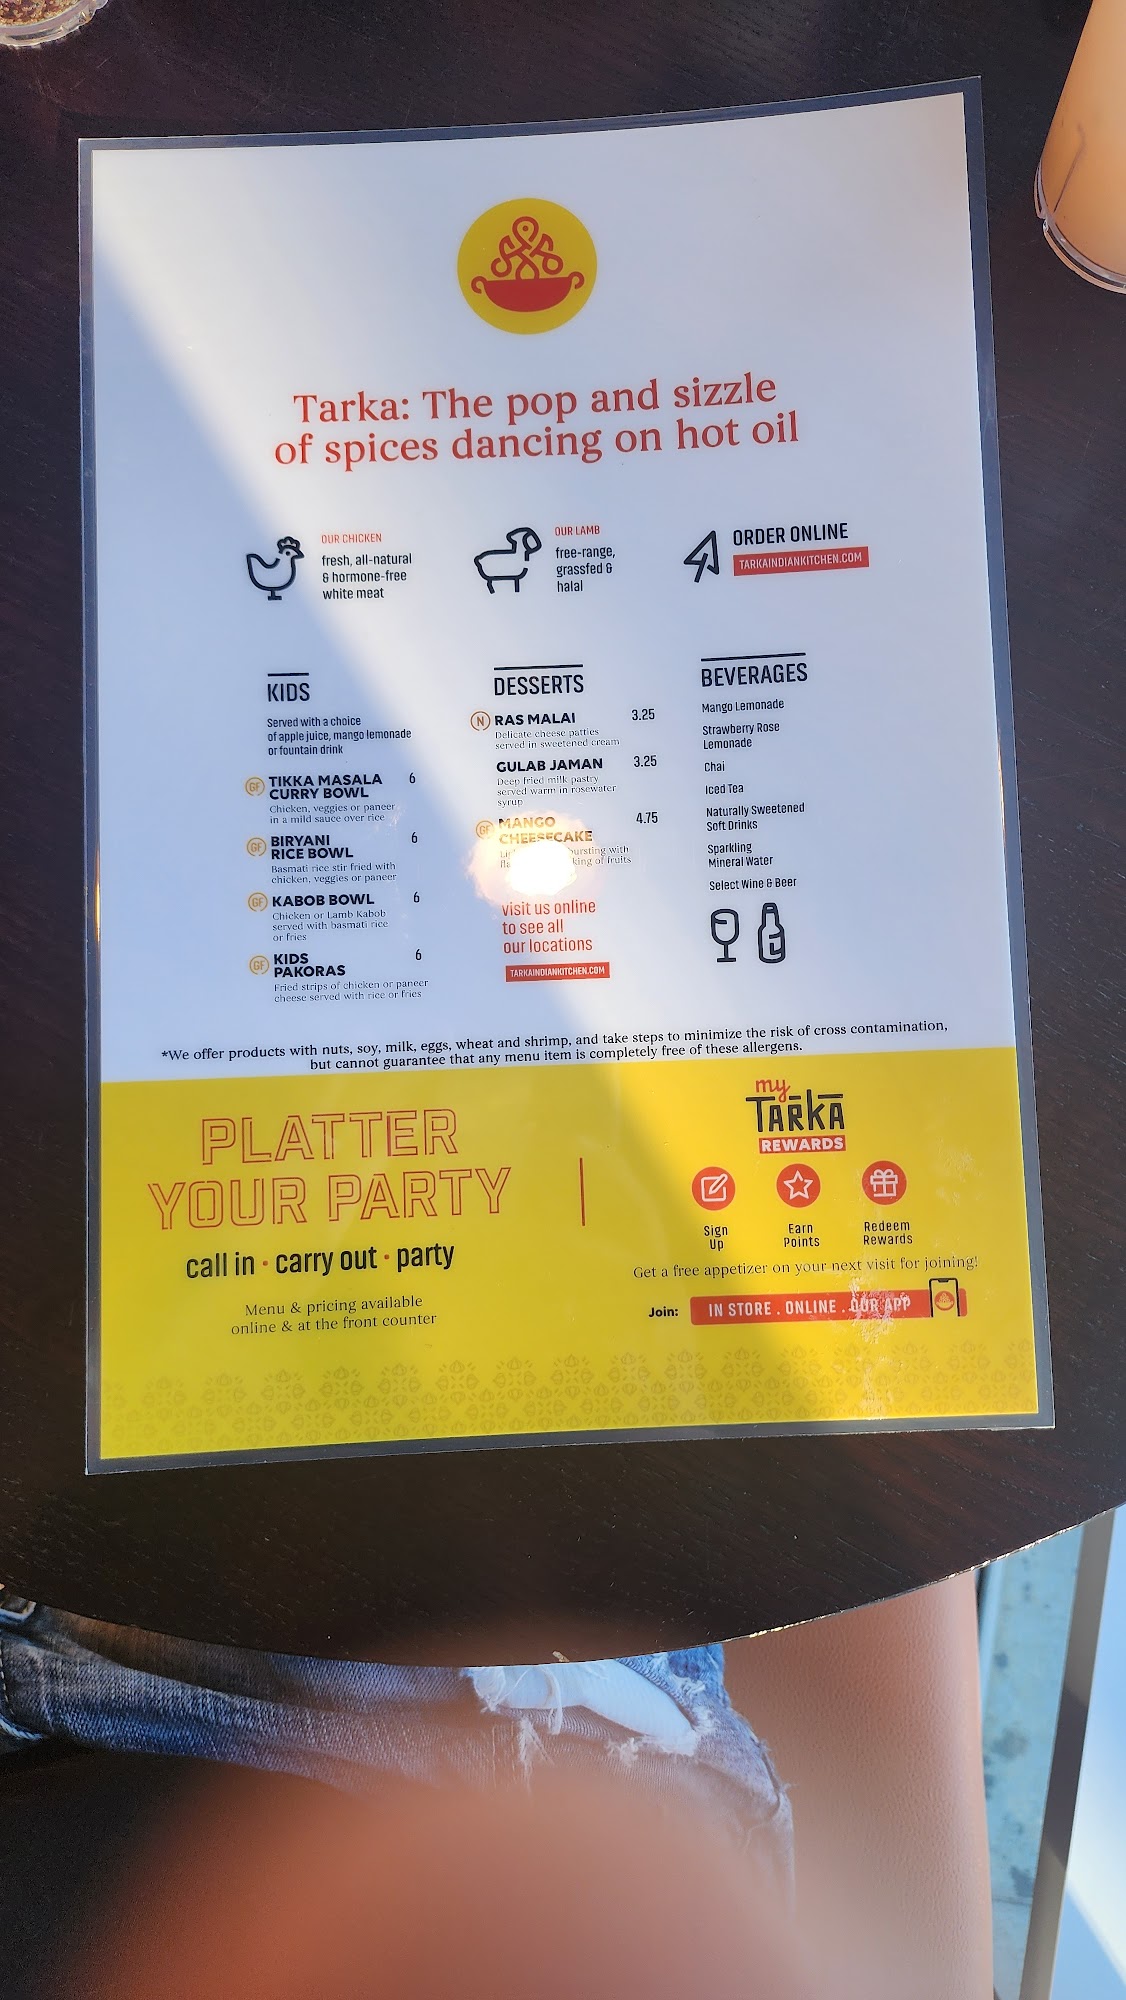 Tarka: The pop and sizzle
of spices dancing on hot oil
OUR CHICKEN
fresh, all-natural
& hormone-free
white meat
OUR LAMB
free-range,
grassfed &
halal
ORDER ONLINE
TARKAINDIANKITCHEN.COM
KIDS
Served with a choice
of apple juice, mango lemonade
or fountain drink
GF TIKKA MASALA 6
CURRY BOWL
Chicken, veggies or paneer
in a mild sauce over rice
GF BIRYANI 6
RICE BOWL
Basmati rice stir fried with
chicken, veggies or paneer
GF KABOB BOWL 6
Chicken or Lamb Kabob
served with basmati rice
or fries
GF KIDS 6
PAKORAS
Fried strips of chicken or paneer
cheese served with rice or fries
DESSERTS
N RAS MALAI 3.25
Delicate cheese patties
served in sweetened cream
GULAB JAMAN 3.25
Deep fried milk pastry
served warm in rosewater
syrup
GF MANGO 4.75
CHEESECAKE
bursting with
king of fruits
visit us online
to see all
our locations
TARKAINDIANKITCHEN.COM
BEVERAGES
Mango Lemonade
Strawberry Rose
Lemonade
Chai
Iced Tea
Naturally Sweetened
Soft Drinks
Sparkling
Mineral Water
Select Wine & Beer
*We offer products with nuts, soy, milk, eggs, wheat and shrimp, and take steps to minimize the risk of cross contamination,
but cannot guarantee that any menu item is completely free of these allergens.
PLATTER
YOUR PARTY
call in • carry out • party
Menu & pricing available
online & at the front counter
my
TARKA
REWARDS
Sign
Up
Earn
Points
Redeem
Rewards
Get a free appetizer on your next visit for joining!
Join: IN STORE . ONLINE . OUR APP